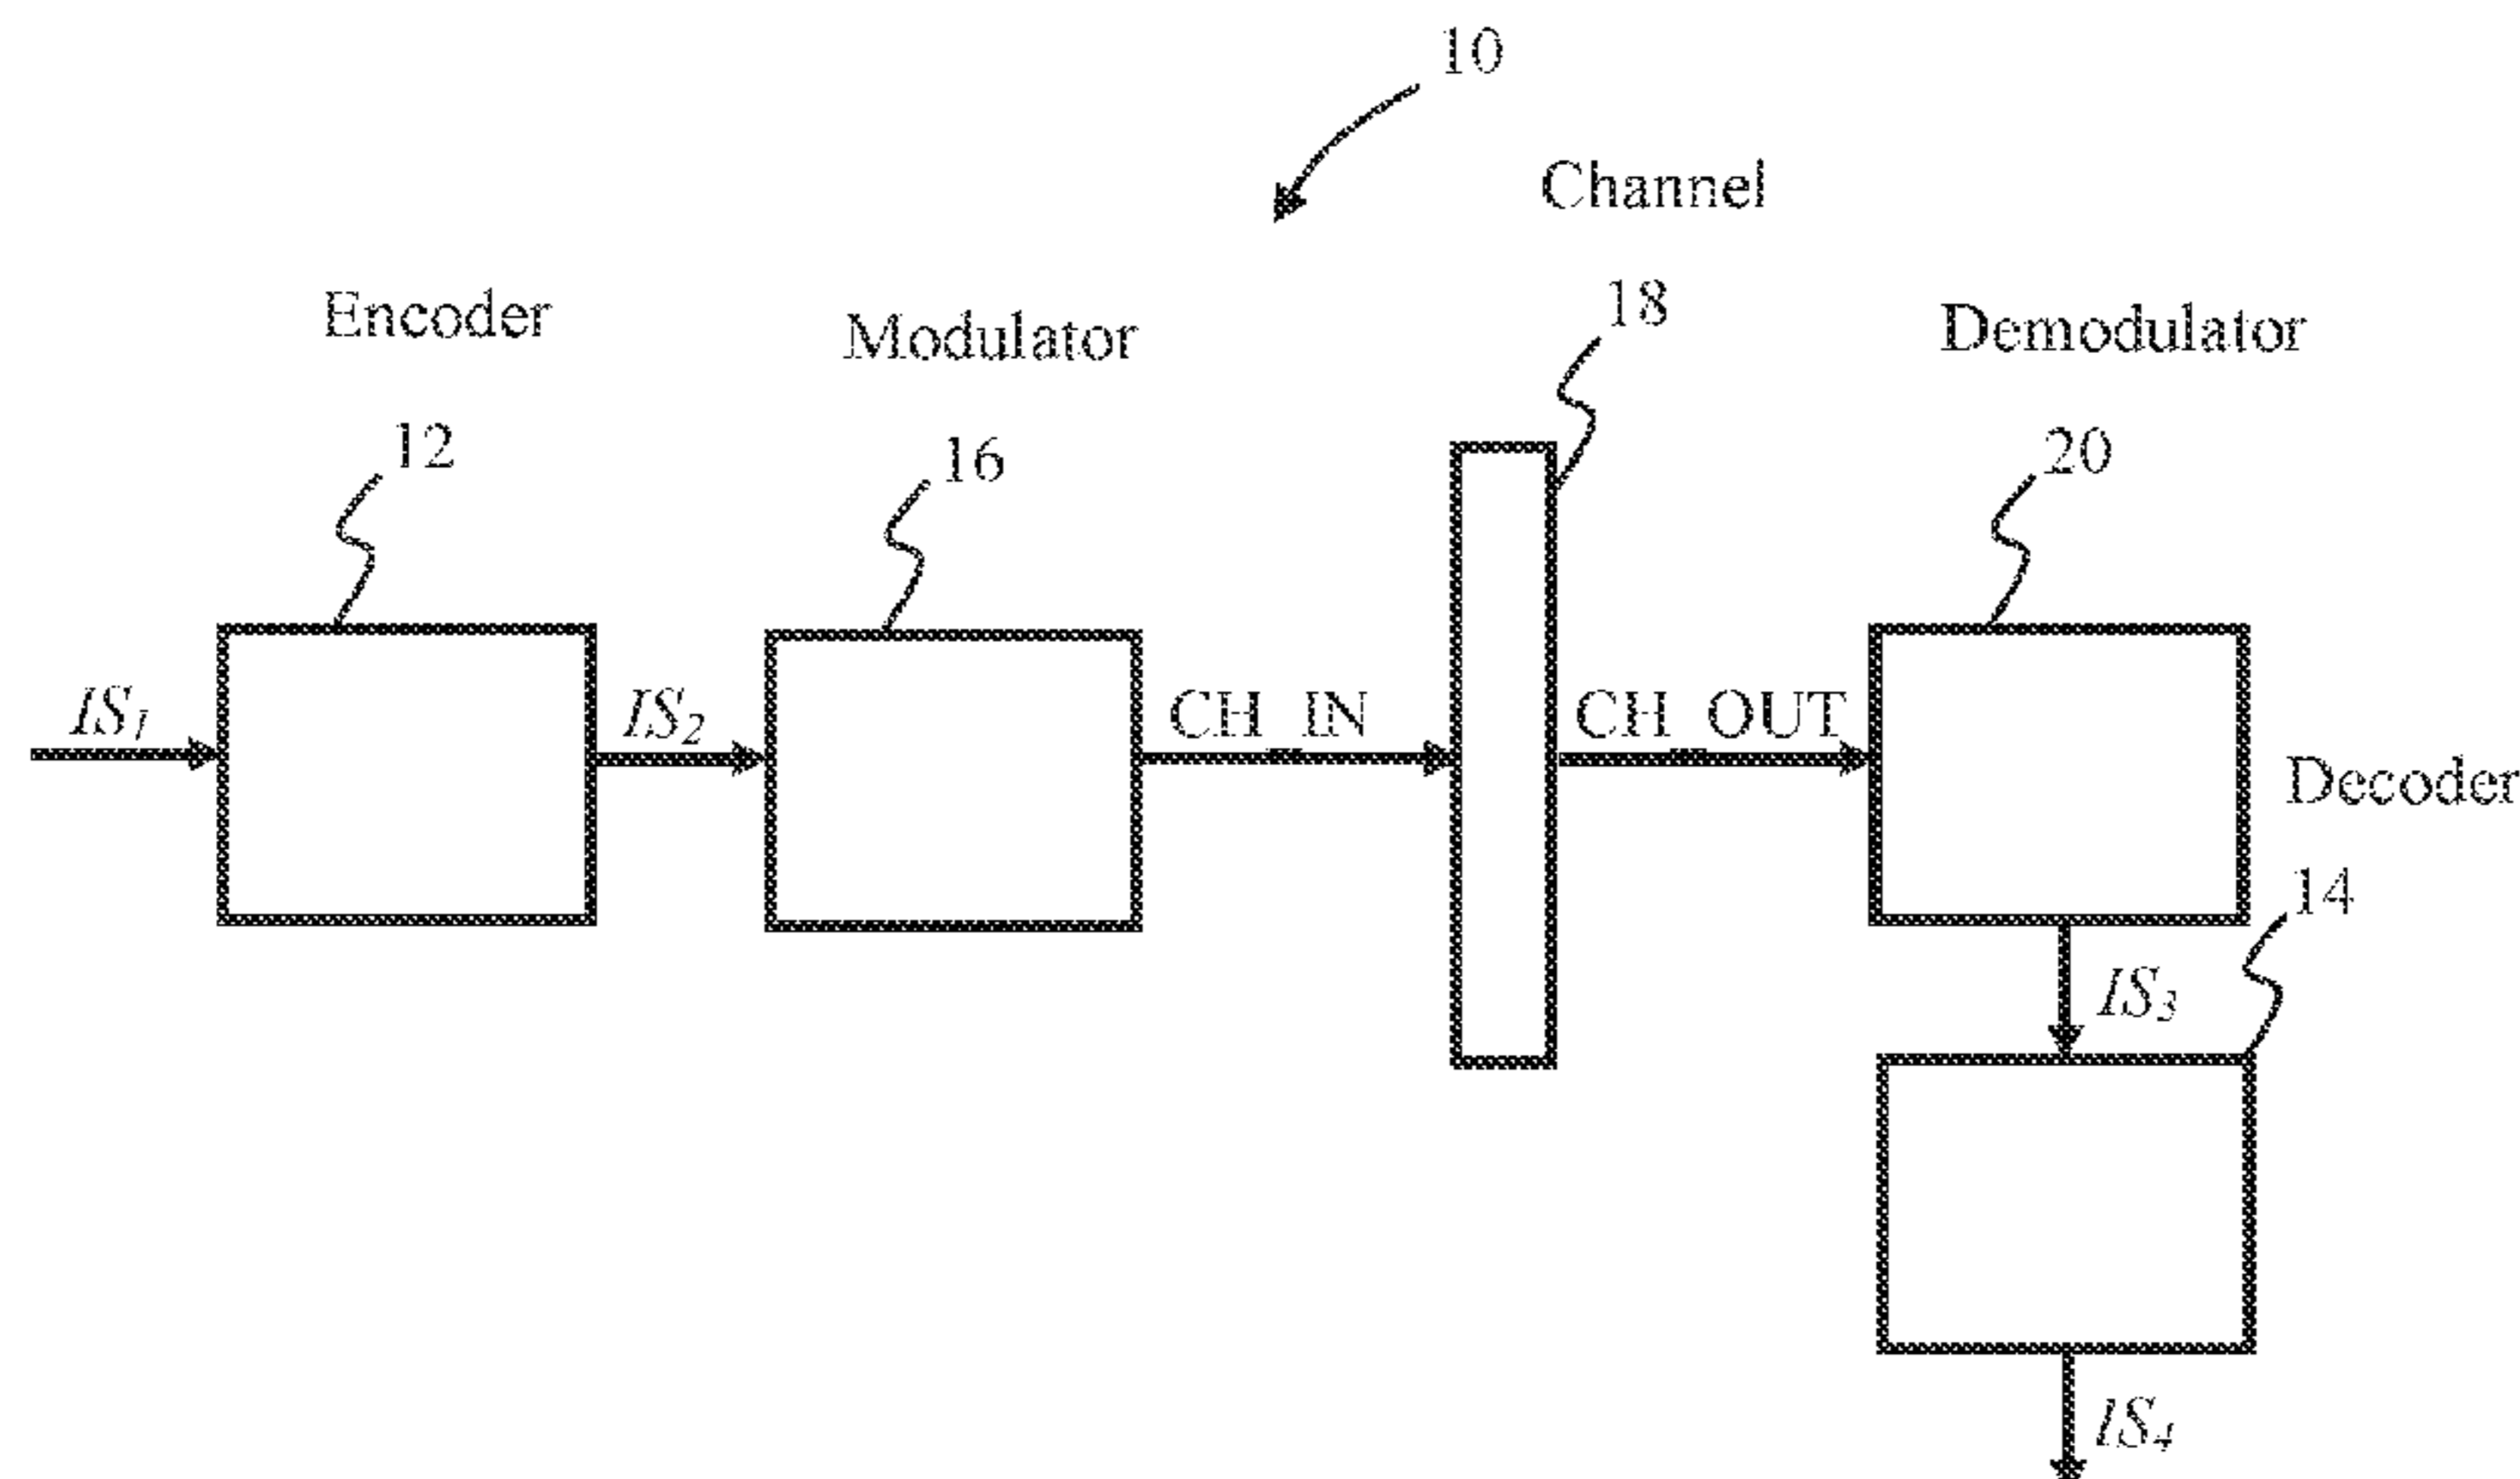 10
Channel
18
Encoder
Modulator
Demodulator
12
16
20
IS1
IS2
CH_IN
CH_OUT
Decoder
14
IS3
IS4